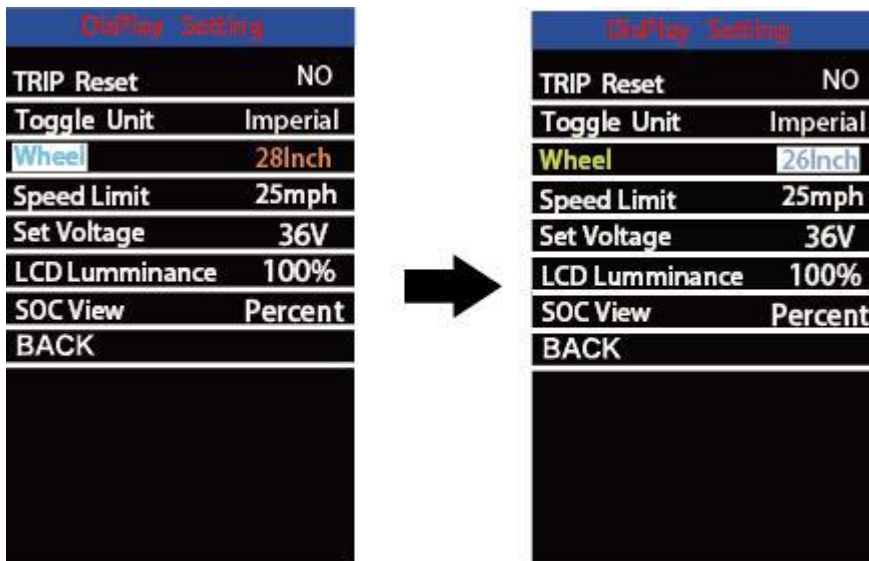 DisPlay Setting
TRIP Reset NO
Toggle Unit Imperial
Wheel 28Inch
Speed Limit 25mph
Set Voltage 36V
LCD Lumminance 100%
SOC View Percent
BACK
DisPlay Setting
TRIP Reset NO
Toggle Unit Imperial
Wheel 26Inch
Speed Limit 25mph
Set Voltage 36V
LCD Lumminance 100%
SOC View Percent
BACK